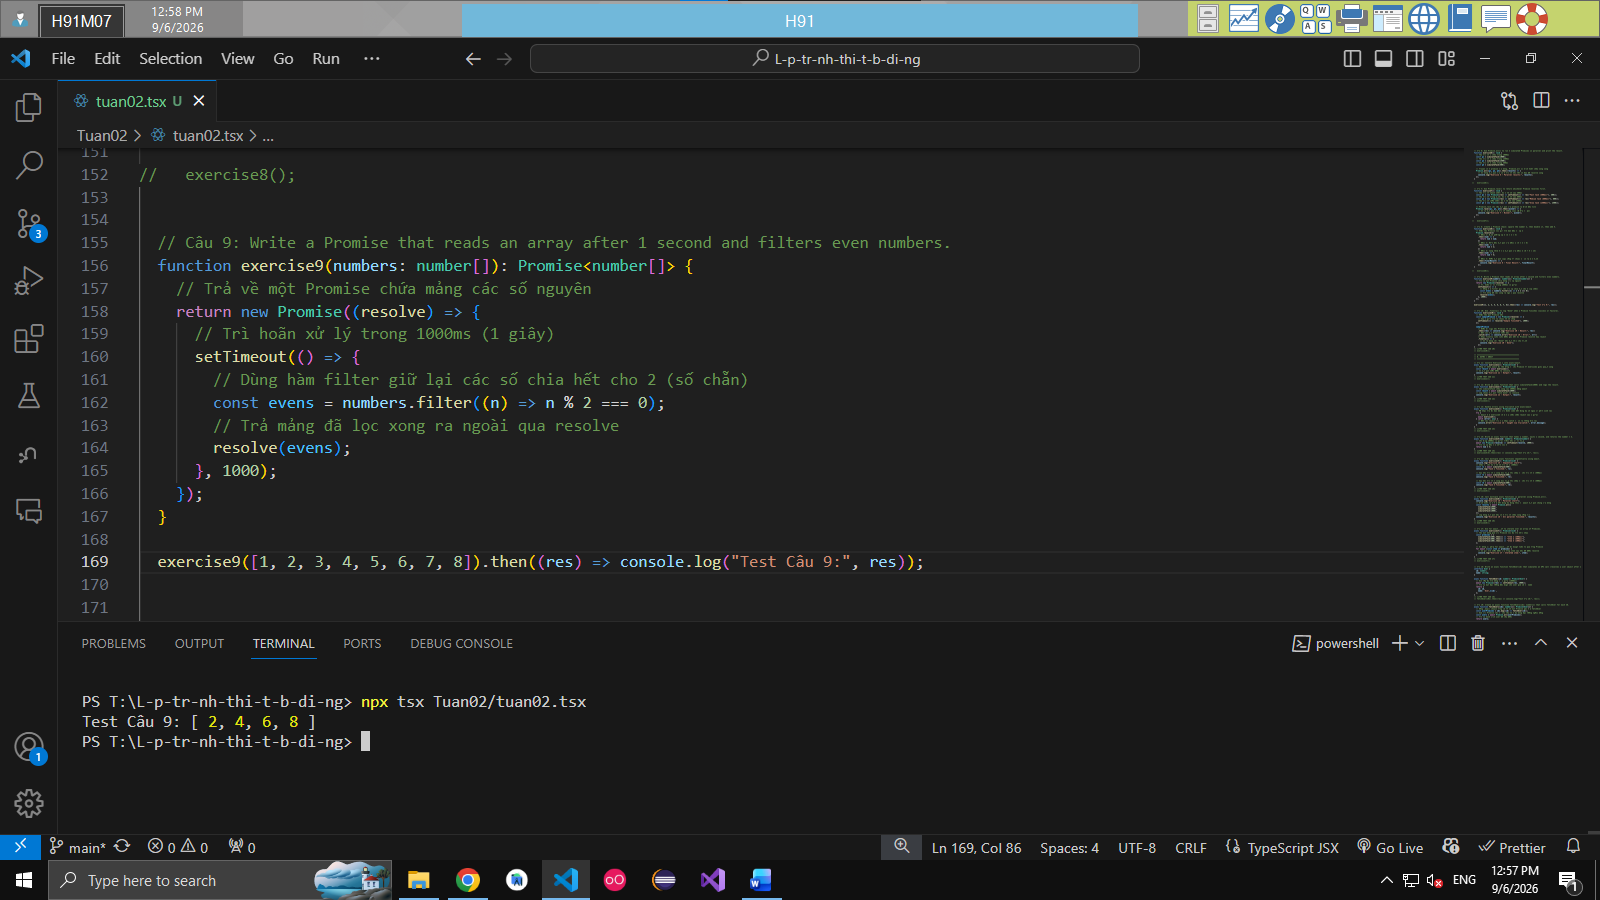 H91M07
12:58 PM
9/6/2026
H91
Q W
A S
File Edit Selection View Go Run ···
L-p-tr-nh-thi-t-b-di-ng
tuan02.tsx U
Tuan02 > tuan02.tsx > ...
151
152 //   exercise8();
153
154
155 // Câu 9: Write a Promise that reads an array after 1 second and filters even numbers.
156 function exercise9(numbers: number[]): Promise<number[]> {
157 // Trả về một Promise chứa mảng các số nguyên
158 return new Promise((resolve) => {
159 // Trì hoãn xử lý trong 1000ms (1 giây)
160 setTimeout(() => {
161 // Dùng hàm filter giữ lại các số chia hết cho 2 (số chẵn)
162 const evens = numbers.filter((n) => n % 2 === 0);
163 // Trả mảng đã lọc xong ra ngoài qua resolve
164 resolve(evens);
165 }, 1000);
166 });
167 }
168
169 exercise9([1, 2, 3, 4, 5, 6, 7, 8]).then((res) => console.log("Test Câu 9:", res));
170
171
3
1
PROBLEMS OUTPUT TERMINAL PORTS DEBUG CONSOLE
powershell
PS T:\L-p-tr-nh-thi-t-b-di-ng> npx tsx Tuan02/tuan02.tsx
Test Câu 9: [ 2, 4, 6, 8 ]
PS T:\L-p-tr-nh-thi-t-b-di-ng>
main* 0 0 0
Ln 169, Col 86 Spaces: 4 UTF-8 CRLF TypeScript JSX Go Live Prettier
Type here to search
ENG
12:57 PM
9/6/2026
1